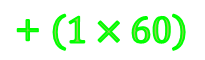 + (1 × 60)